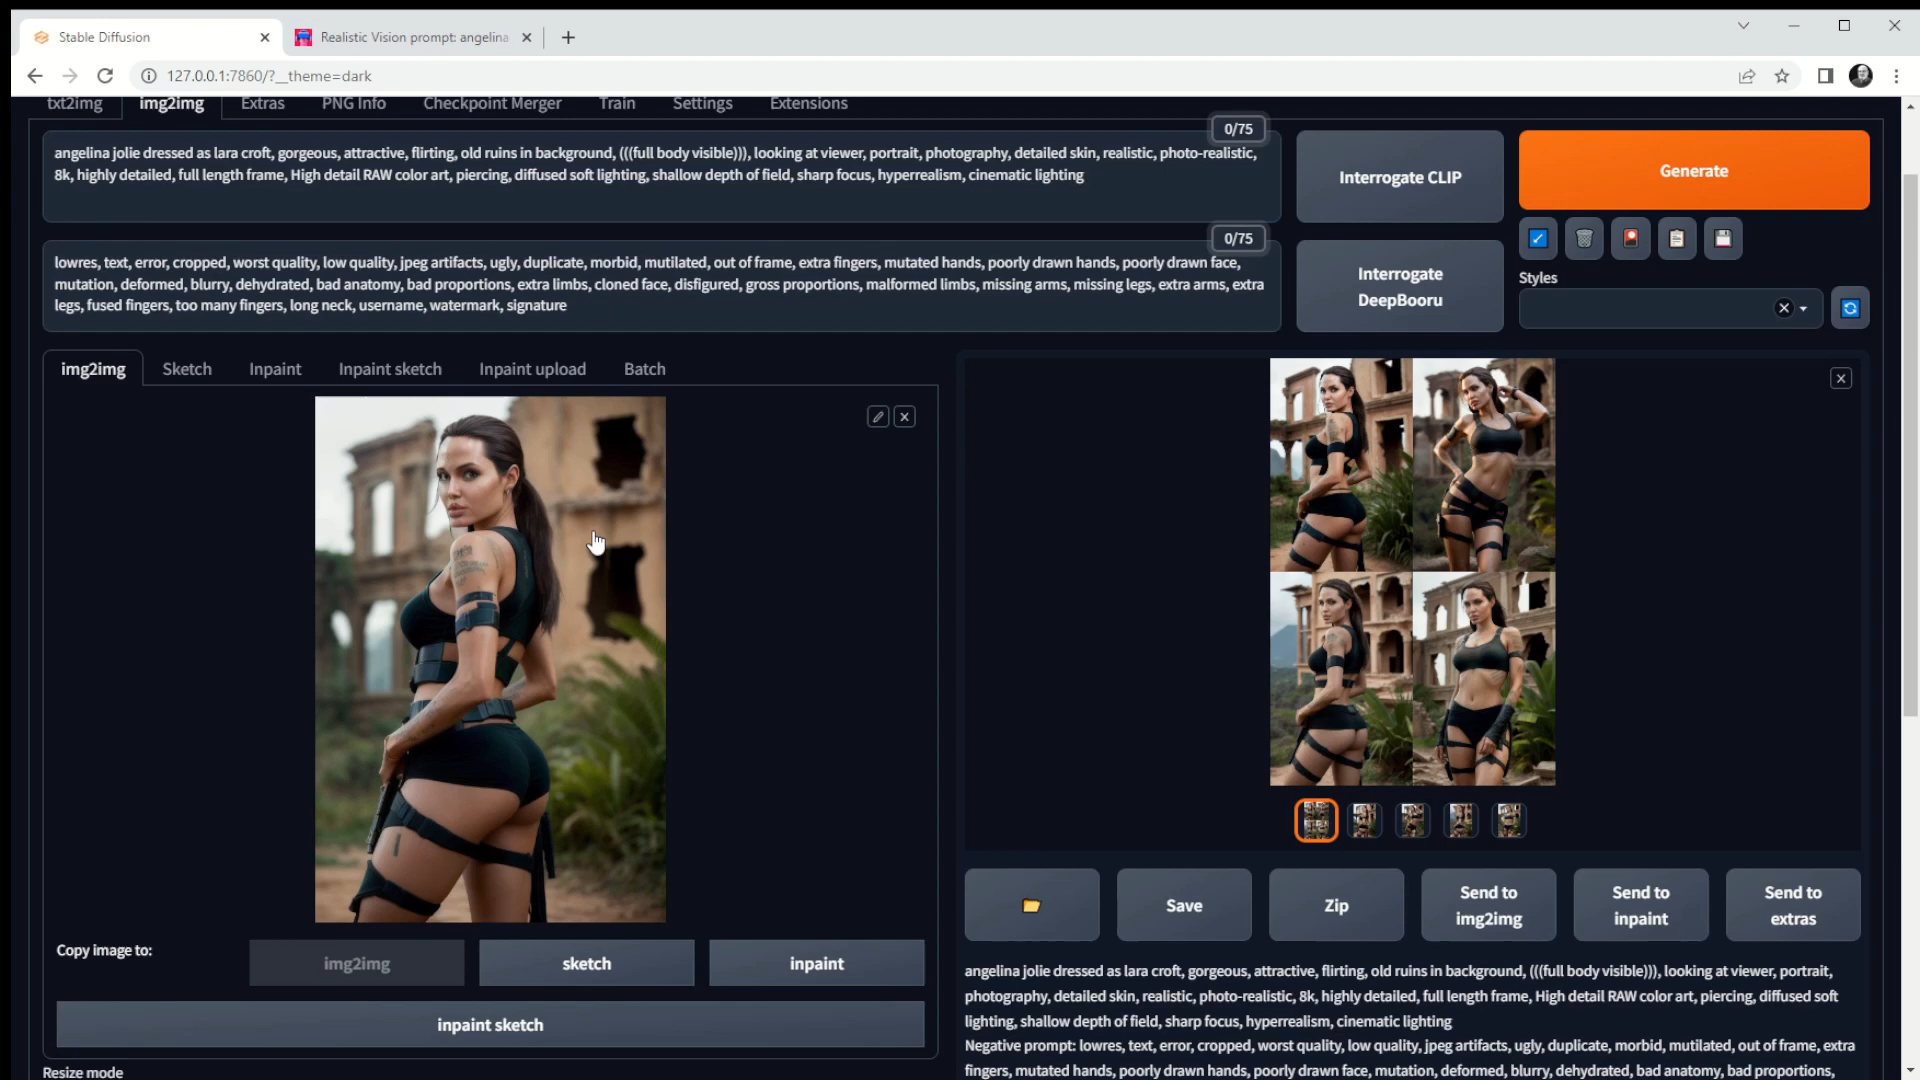 Stable Diffusion
Realistic Vision prompt: angelina
127.0.0.1:7860/?__theme=dark
txt2img img2img Extras PNG Info Checkpoint Merger Train Settings Extensions
0/75
angelina jolie dressed as lara croft, gorgeous, attractive, flirting, old ruins in background, (((full body visible))), looking at viewer, portrait, photography, detailed skin, realistic, photo-realistic,
8k, highly detailed, full length frame, High detail RAW color art, piercing, diffused soft lighting, shallow depth of field, sharp focus, hyperrealism, cinematic lighting
Interrogate CLIP
Generate
0/75
lowres, text, error, cropped, worst quality, low quality, jpeg artifacts, ugly, duplicate, morbid, mutilated, out of frame, extra fingers, mutated hands, poorly drawn hands, poorly drawn face,
mutation, deformed, blurry, dehydrated, bad anatomy, bad proportions, extra limbs, cloned face, disfigured, gross proportions, malformed limbs, missing arms, missing legs, extra arms, extra
legs, fused fingers, too many fingers, long neck, username, watermark, signature
Interrogate
DeepBooru
Styles
img2img Sketch Inpaint Inpaint sketch Inpaint upload Batch
Copy image to:
img2img
sketch
inpaint
inpaint sketch
Resize mode
Save
Zip
Send to
img2img
Send to
inpaint
Send to
extras
angelina jolie dressed as lara croft, gorgeous, attractive, flirting, old ruins in background, (((full body visible))), looking at viewer, portrait,
photography, detailed skin, realistic, photo-realistic, 8k, highly detailed, full length frame, High detail RAW color art, piercing, diffused soft
lighting, shallow depth of field, sharp focus, hyperrealism, cinematic lighting
Negative prompt: lowres, text, error, cropped, worst quality, low quality, jpeg artifacts, ugly, duplicate, morbid, mutilated, out of frame, extra
fingers, mutated hands, poorly drawn hands, poorly drawn face, mutation, deformed, blurry, dehydrated, bad anatomy, bad proportions,